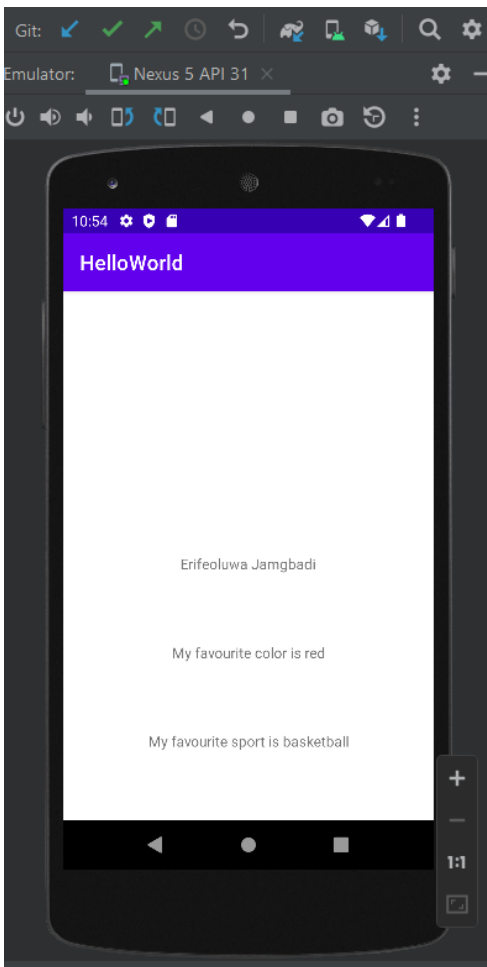 Git:
Emulator: Nexus 5 API 31
10:54
HelloWorld
Erifeoluwa Jamgbadi
My favourite color is red
My favourite sport is basketball
1:1